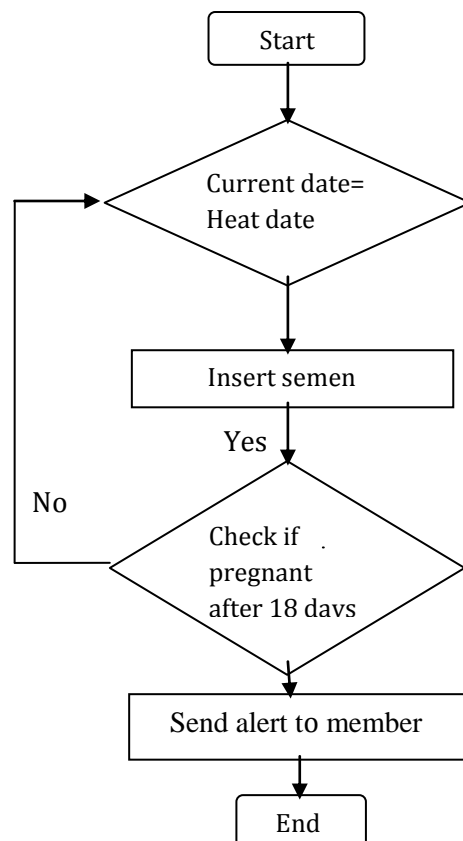 Start
Current date=
Heat date
Insert semen
Yes
No
Check if
pregnant
after 18 days
Send alert to member
End